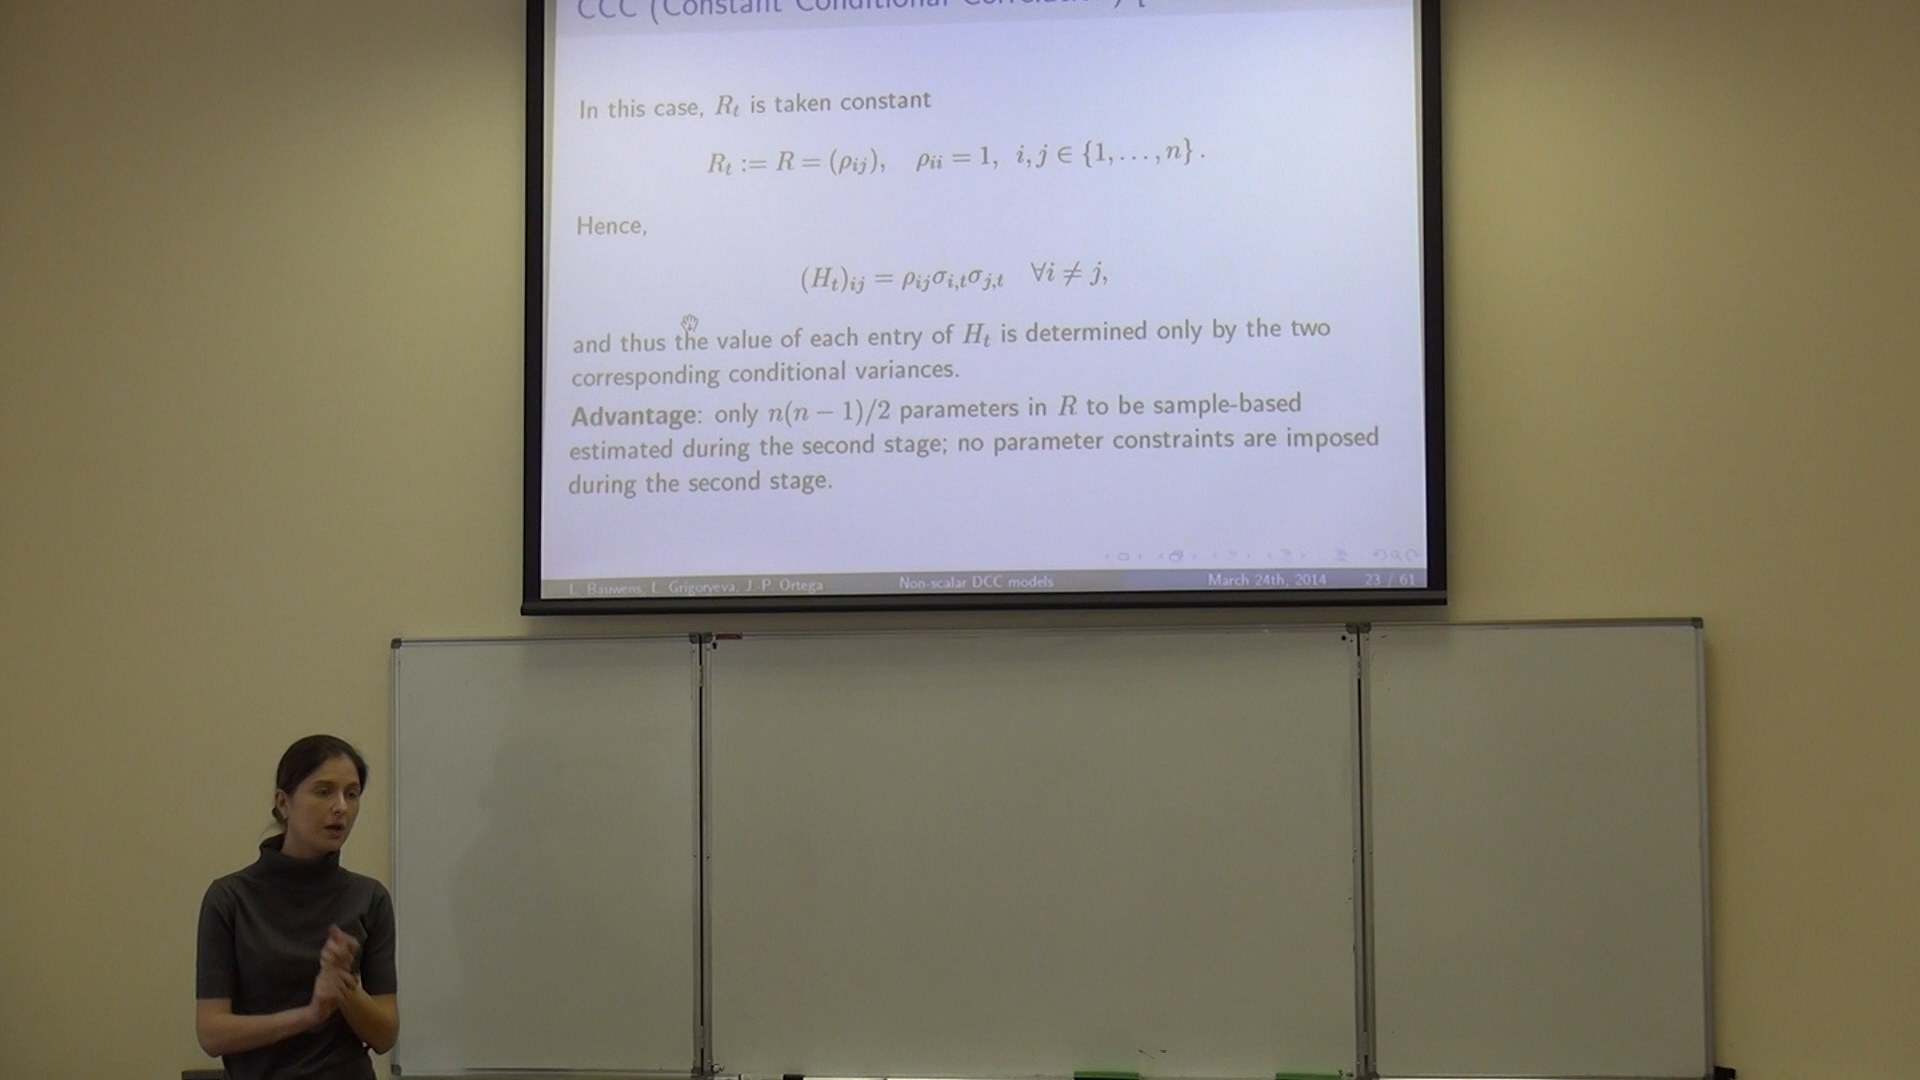 CCC (Constant Conditional Correlation) [
In this case, $R_t$ is taken constant
$R_t := R = (\rho_{ij}), \quad \rho_{ii} = 1, \; i, j \in \{1, \ldots, n\}.$
Hence,
$(H_t)_{ij} = \rho_{ij}\sigma_{i,t}\sigma_{j,t} \quad \forall i \neq j,$
and thus the value of each entry of $H_t$ is determined only by the two
corresponding conditional variances.
Advantage: only $n(n-1)/2$ parameters in $R$ to be sample-based
estimated during the second stage; no parameter constraints are imposed
during the second stage.
L. Bauwens, L. Grigoryeva, J.-P. Ortega Non-scalar DCC models March 24th, 2014 23 / 61